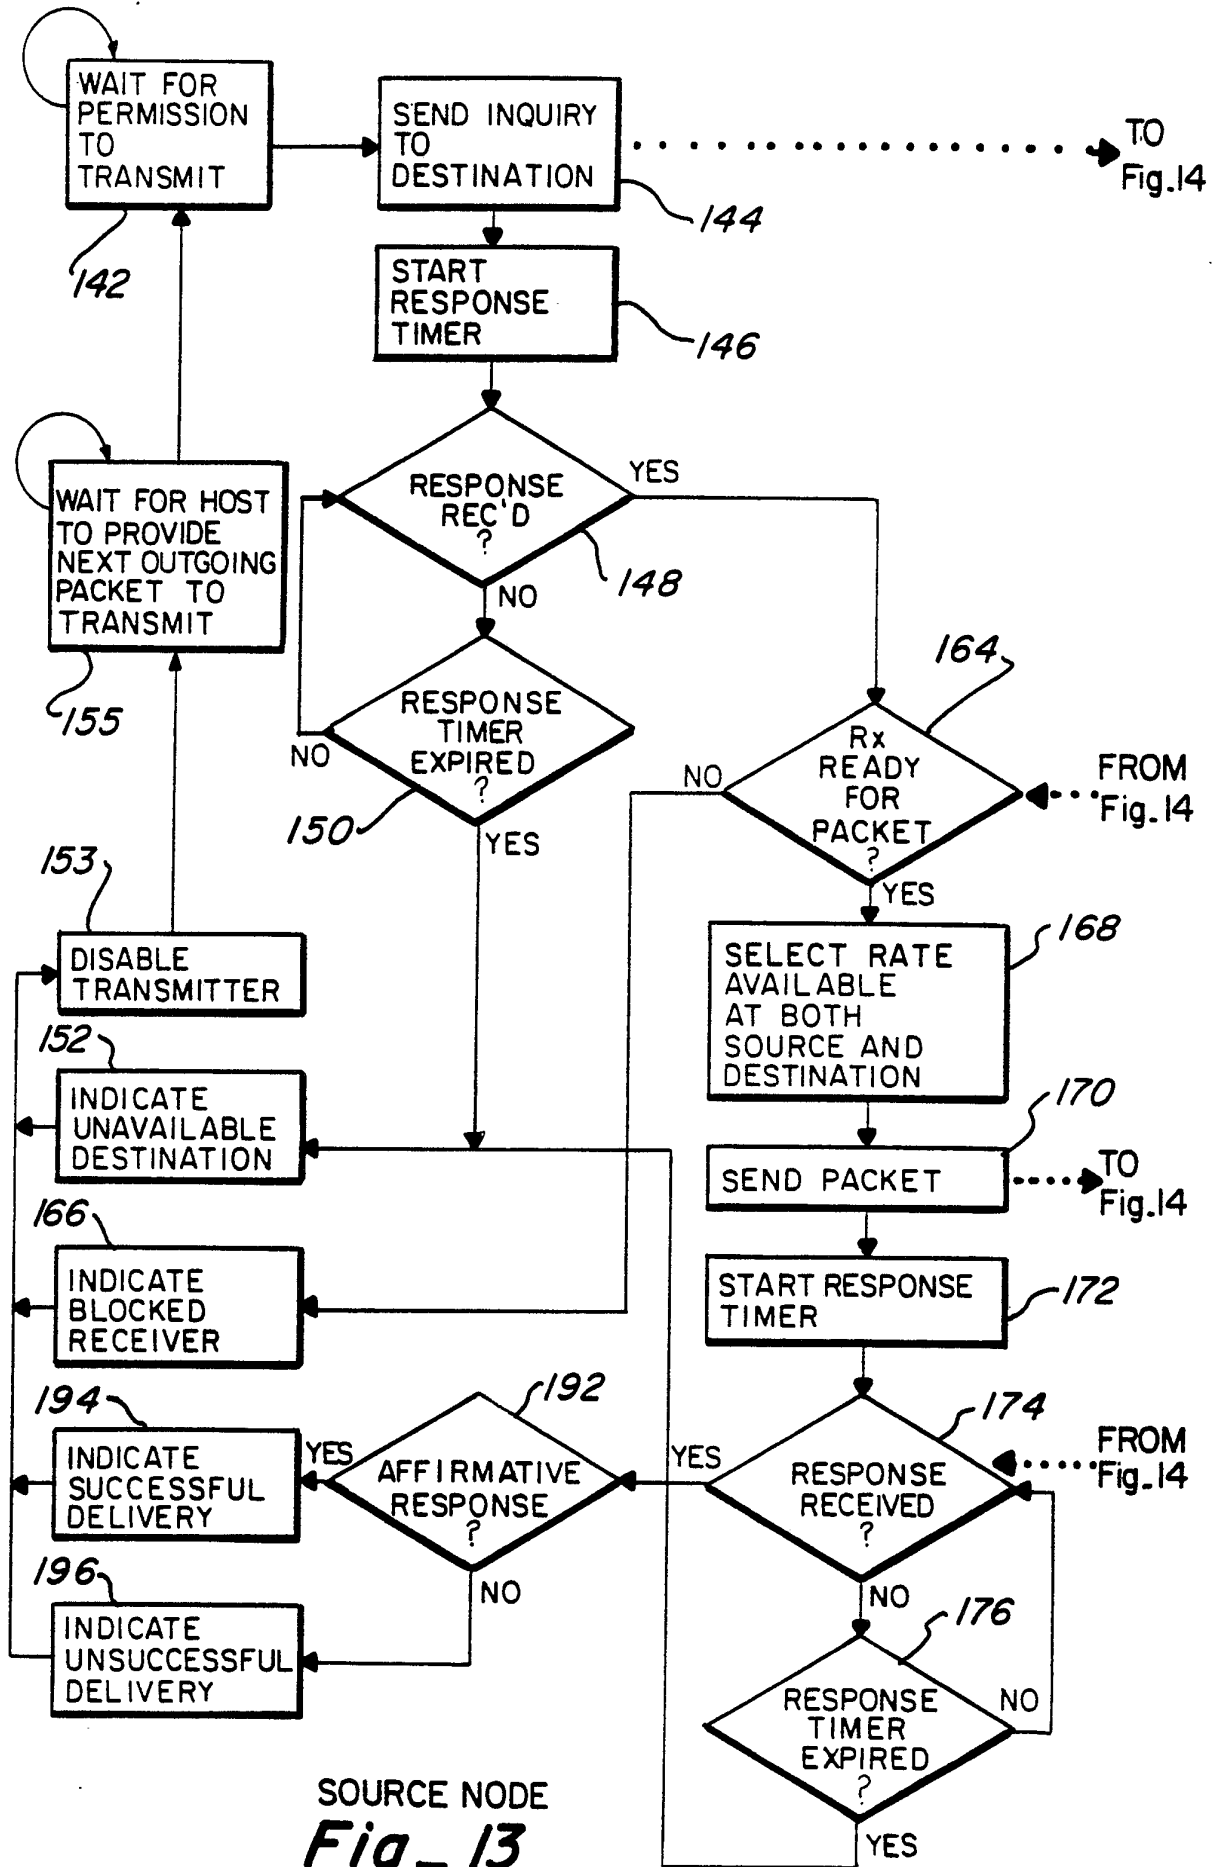 WAIT FOR
PERMISSION
TO
TRANSMIT
142
SEND INQUIRY
TO
DESTINATION
144
TO
Fig.14
START
RESPONSE
TIMER
146
WAIT FOR HOST
TO PROVIDE
NEXT OUTGOING
PACKET TO
TRANSMIT
155
RESPONSE
REC'D
?
148
YES
NO
RESPONSE
TIMER
EXPIRED
?
150
NO
YES
164
Rx
READY
FOR
PACKET
?
NO
YES
FROM
Fig.14
153
DISABLE
TRANSMITTER
168
SELECT RATE
AVAILABLE
AT BOTH
SOURCE AND
DESTINATION
152
INDICATE
UNAVAILABLE
DESTINATION
170
SEND PACKET
TO
Fig.14
166
INDICATE
BLOCKED
RECEIVER
START RESPONSE
TIMER
172
194
INDICATE
SUCCESSFUL
DELIVERY
YES
192
AFFIRMATIVE
RESPONSE
?
NO
YES
174
RESPONSE
RECEIVED
?
NO
FROM
Fig.14
196
INDICATE
UNSUCCESSFUL
DELIVERY
176
RESPONSE
TIMER
EXPIRED
?
NO
YES
SOURCE NODE
Fig_13